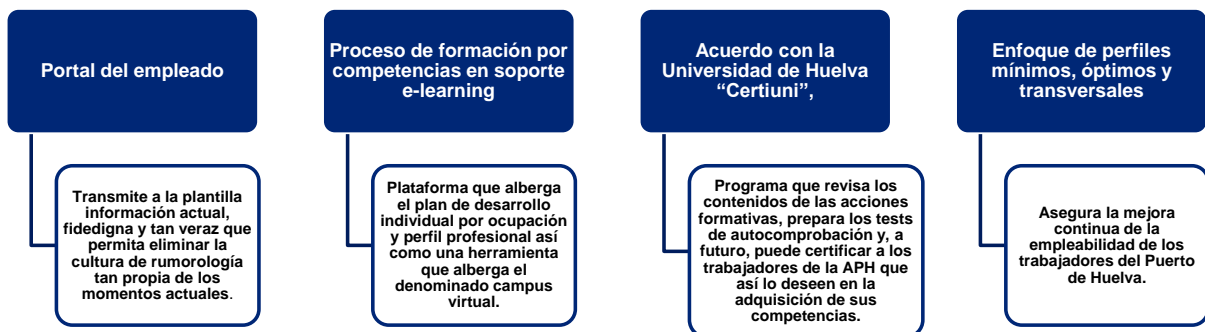 Portal del empleado
Transmite a la plantilla
información actual,
fidedigna y tan veraz que
permita eliminar la
cultura de rumorología
tan propia de los
momentos actuales.
Proceso de formación por
competencias en soporte
e-learning
Plataforma que alberga
el plan de desarrollo
individual por ocupación
y perfil profesional así
como una herramienta
que alberga el
denominado campus
virtual.
Acuerdo con la
Universidad de Huelva
“Certiuni”,
Programa que revisa los
contenidos de las acciones
formativas, prepara los tests
de autocomprobación y, a
futuro, puede certificar a los
trabajadores de la APH que
así lo deseen en la
adquisición de sus
competencias.
Enfoque de perfiles
mínimos, óptimos y
transversales
Asegura la mejora
continua de la
empleabilidad de los
trabajadores del Puerto
de Huelva.